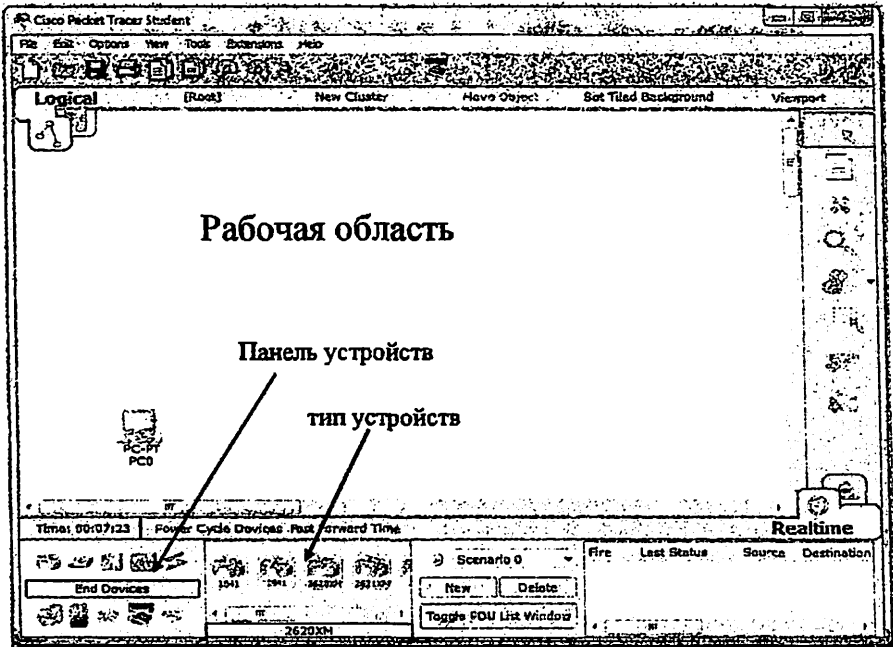 Cisco Packet Tracer Student
File Edit Options View Tools Extensions Help
Logical [Root] New Cluster Move Object Set Tiled Background Viewport
Рабочая область
Панель устройств
тип устройств
PC-PT
PC0
Time: 00:07:23 Power Cycle Devices Fast Forward Time
Realtime
End Devices
1841 1941 2620XM 2621XM
2620XM
Scenario 0
New Delete
Toggle PDU List Window
Fire Last Status Source Destination